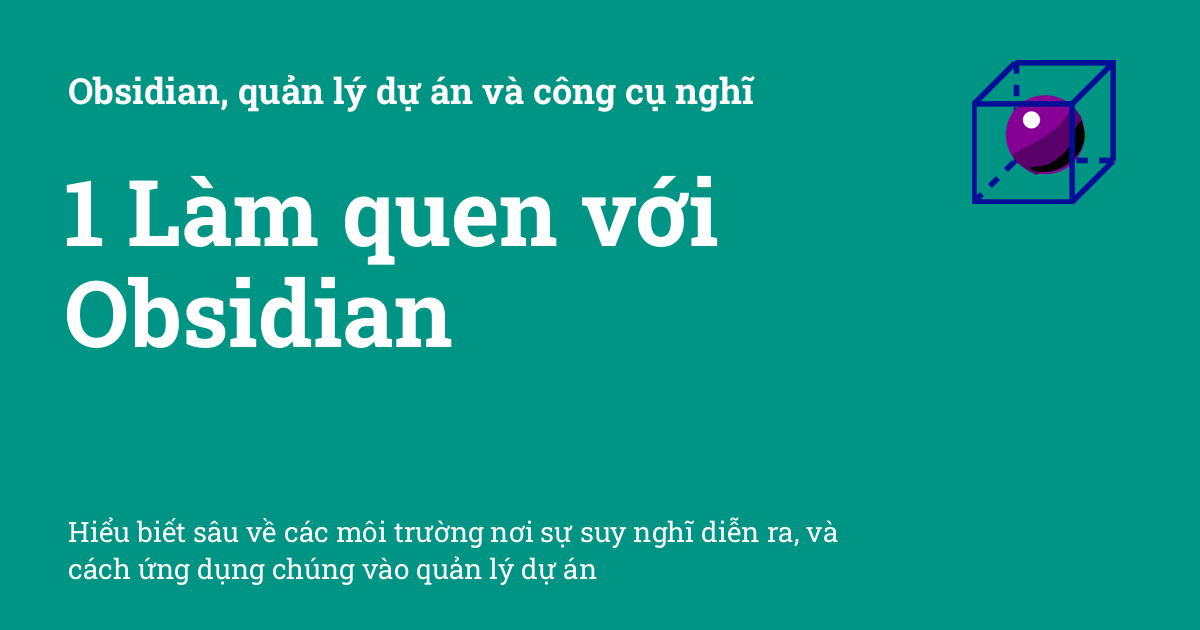 Obsidian, quản lý dự án và công cụ nghĩ
1 Làm quen với
Obsidian
Hiểu biết sâu về các môi trường nơi sự suy nghĩ diễn ra, và
cách ứng dụng chúng vào quản lý dự án